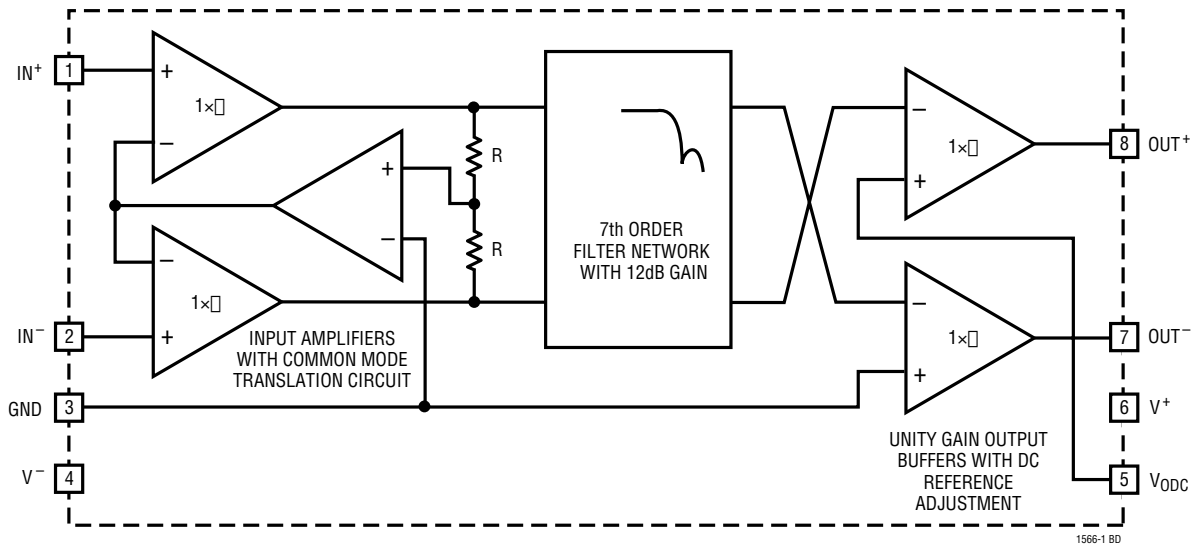 IN+
1
+
1×
−
+
−
R
R
−
1×
+
IN−
2
INPUT AMPLIFIERS
WITH COMMON MODE
TRANSLATION CIRCUIT
GND
3
V−
4
7th ORDER
FILTER NETWORK
WITH 12dB GAIN
−
1×
+
8
OUT+
−
1×
+
7
OUT−
6
V+
UNITY GAIN OUTPUT
BUFFERS WITH DC
REFERENCE
ADJUSTMENT
5
VODC
1566-1 BD